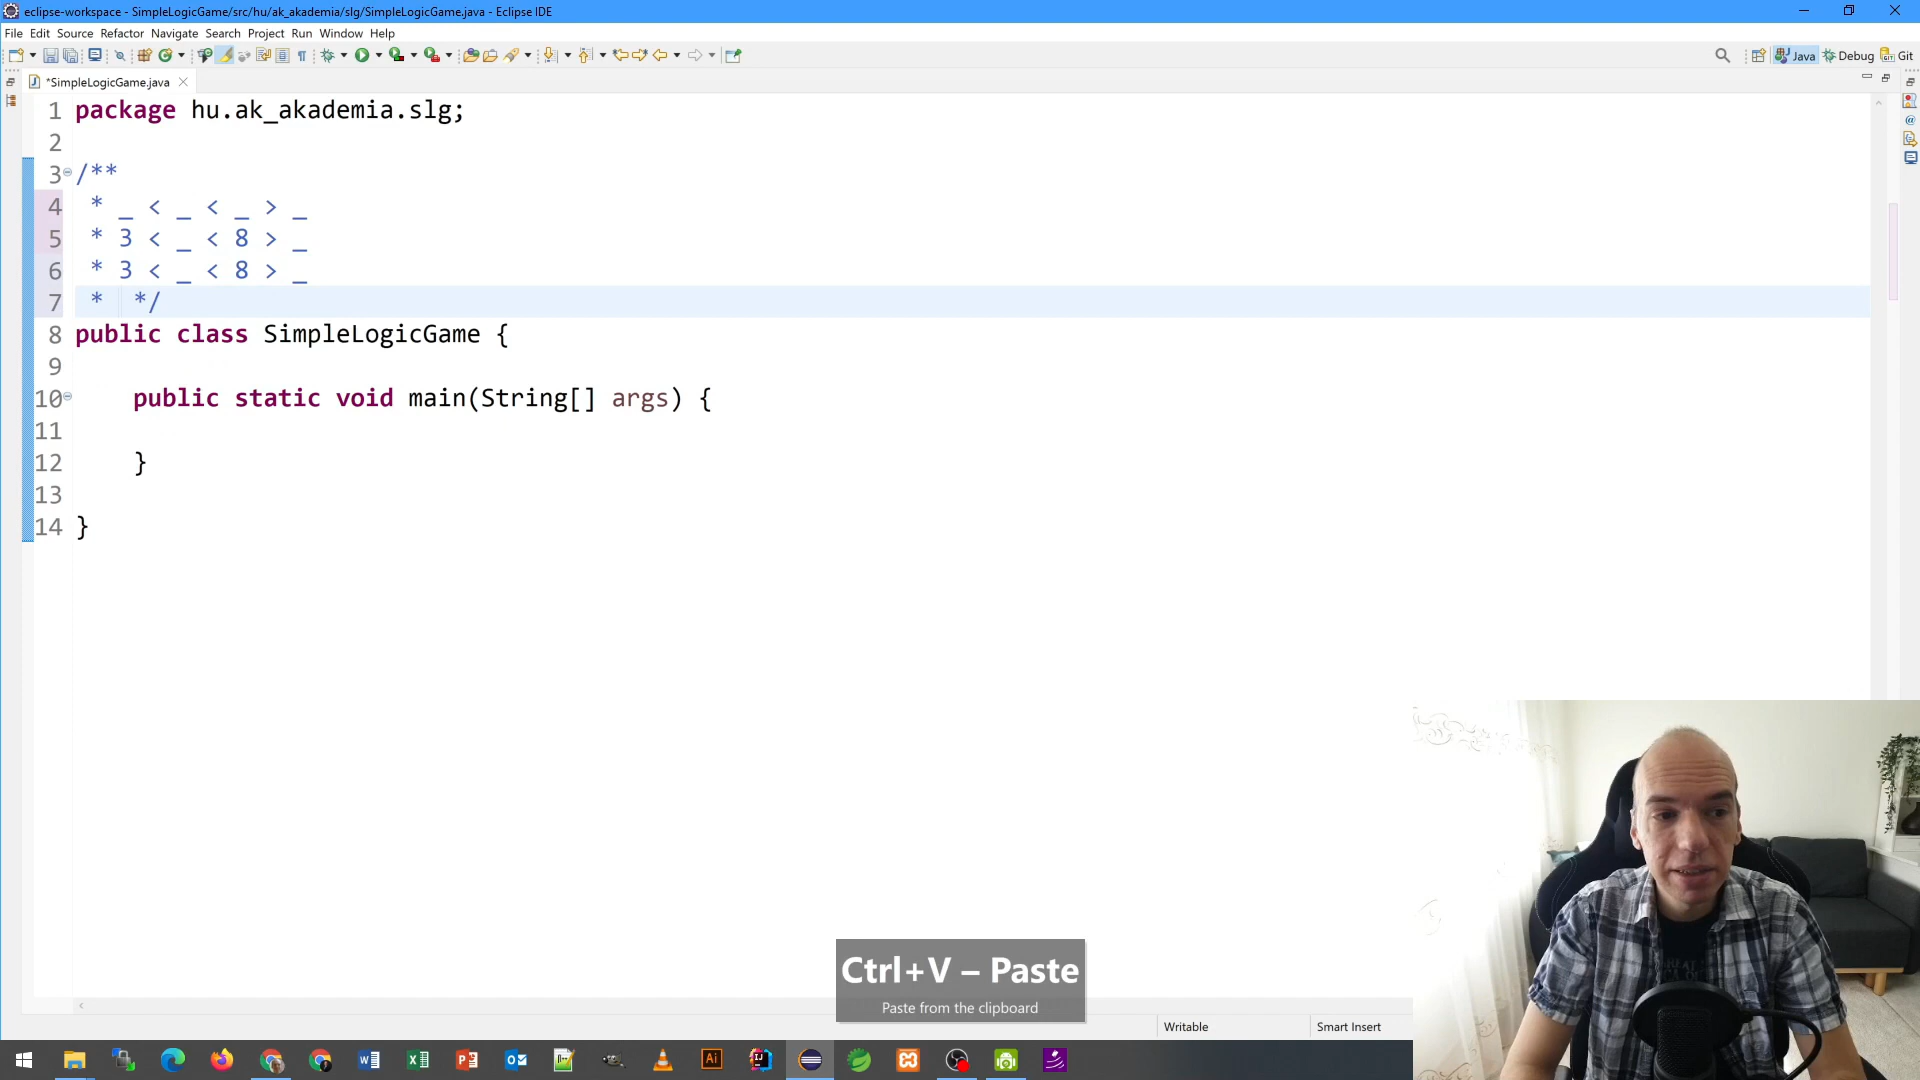 eclipse-workspace - SimpleLogicGame/src/hu/ak_akademia/slg/SimpleLogicGame.java - Eclipse IDE
File Edit Source Refactor Navigate Search Project Run Window Help
Java Debug Git
*SimpleLogicGame.java
1 package hu.ak_akademia.slg;
2
3 /**
4  * _ < _ < _ > _
5  * 3 < _ < 8 > _
6  * 3 < _ < 8 > _
7  *  */
8 public class SimpleLogicGame {
9
10     public static void main(String[] args) {
11
12     }
13
14 }
Ctrl+V – Paste
Paste from the clipboard
Writable Smart Insert